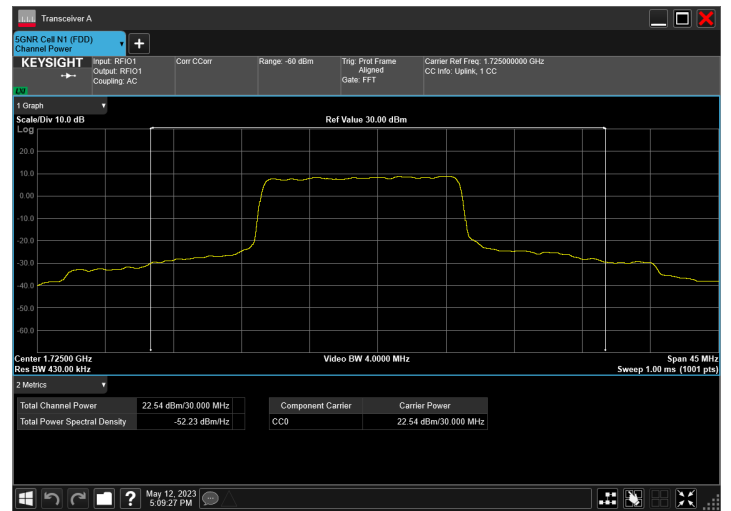 Transceiver A
5GNR Cell N1 (FDD)
Channel Power
KEYSIGHT
Input: RFIO1
Output: RFIO1
Coupling: AC
Corr CCorr
Range: -60 dBm
Trig: Prot Frame
Aligned
Gate: FFT
Carrier Ref Freq: 1.725000000 GHz
CC Info: Uplink, 1 CC
LXI
1 Graph
Scale/Div 10.0 dB
Ref Value 30.00 dBm
Log
20.0
10.0
0.00
-10.0
-20.0
-30.0
-40.0
-50.0
-60.0
Center 1.72500 GHz
Video BW 4.0000 MHz
Span 45 MHz
Res BW 430.00 kHz
Sweep 1.00 ms (1001 pts)
2 Metrics
Total Channel Power 22.54 dBm/30.000 MHz
Total Power Spectral Density -52.23 dBm/Hz
Component Carrier Carrier Power
CC0 22.54 dBm/30.000 MHz
May 12, 2023
5:09:27 PM